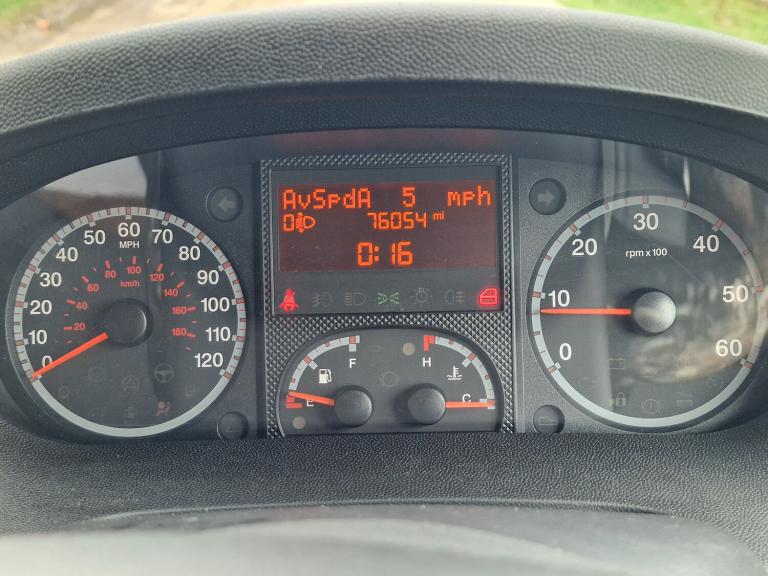 AvSpdA 5 mph
0 76054 mi
0:16
0 10 20 30 40 50 60 70 80 90 100 110 120
MPH
20 40 60 80 100 120 140 160 180
km/h
E F
H C
0 10 20 30 40 50 60
rpm x 100